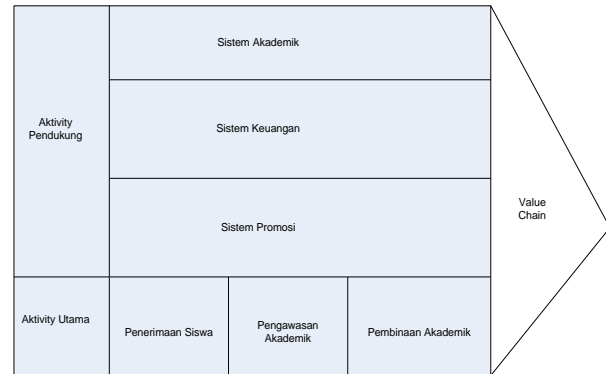 Sistem Akademik
Aktivity
Pendukung
Sistem Keuangan
Sistem Promosi
Value
Chain
Aktivity Utama
Penerimaan Siswa
Pengawasan
Akademik
Pembinaan Akademik